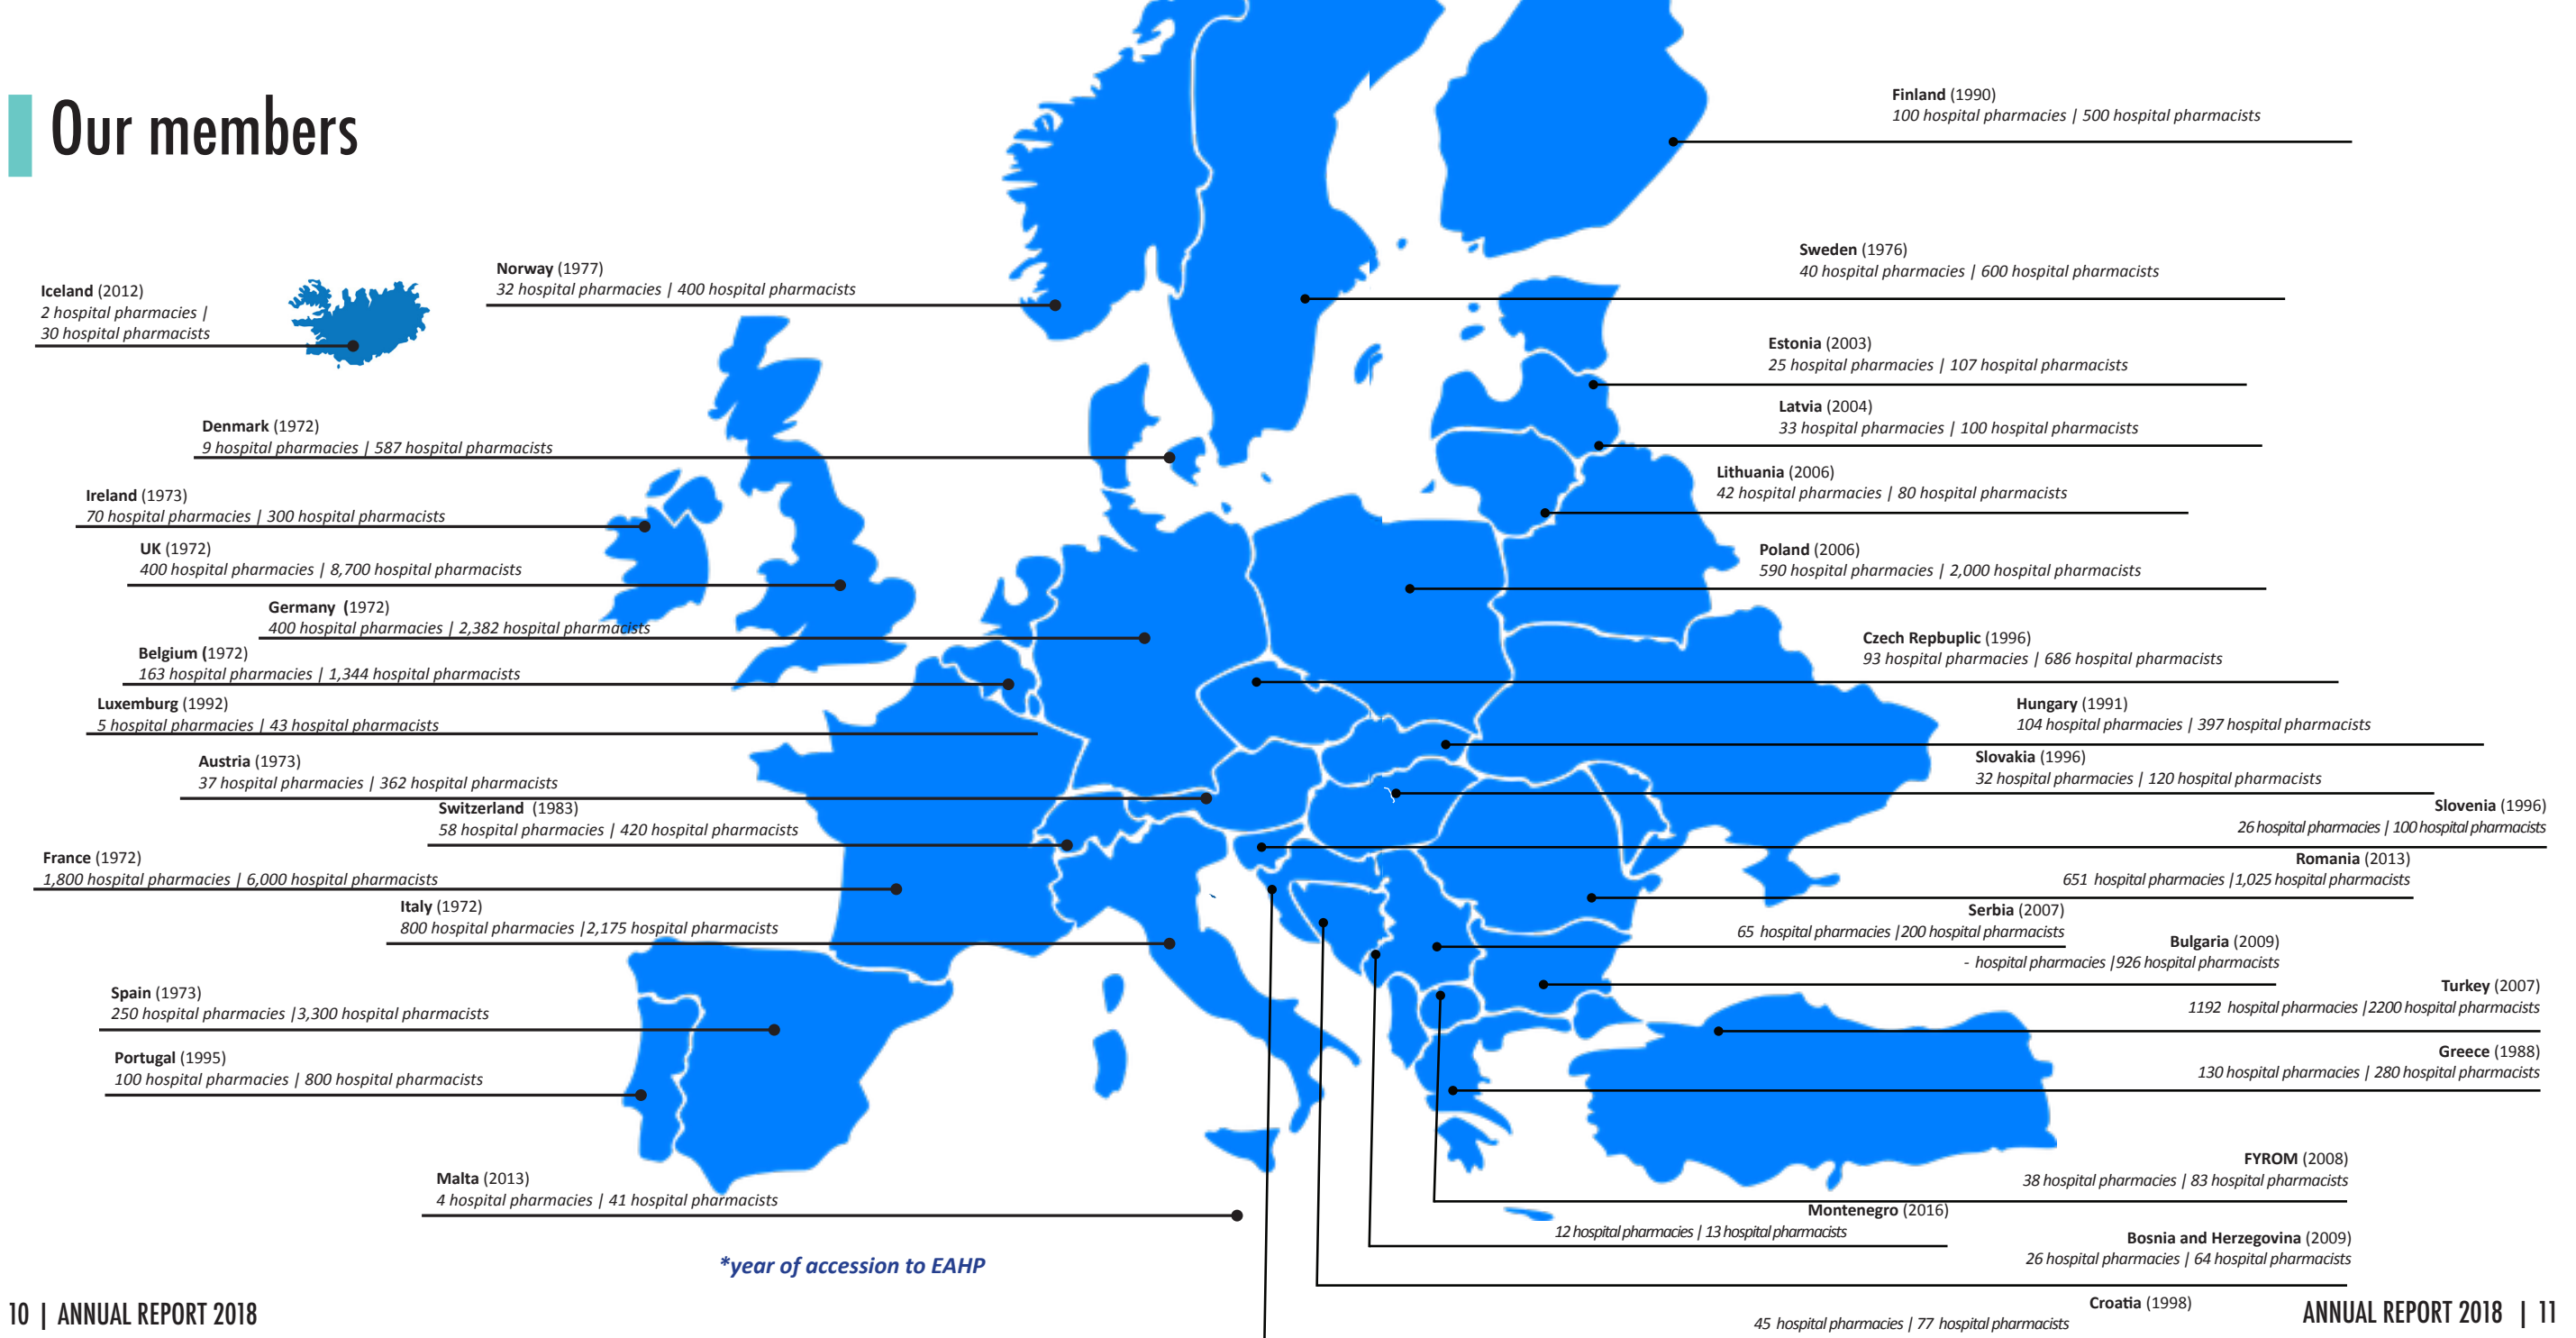 Our members
Iceland (2012)
2 hospital pharmacies |
30 hospital pharmacists
Norway (1977)
32 hospital pharmacies | 400 hospital pharmacists
Denmark (1972)
9 hospital pharmacies | 587 hospital pharmacists
Ireland (1973)
70 hospital pharmacies | 300 hospital pharmacists
UK (1972)
400 hospital pharmacies | 8,700 hospital pharmacists
Germany (1972)
400 hospital pharmacies | 2,382 hospital pharmacists
Belgium (1972)
163 hospital pharmacies | 1,344 hospital pharmacists
Luxemburg (1992)
5 hospital pharmacies | 43 hospital pharmacists
Austria (1973)
37 hospital pharmacies | 362 hospital pharmacists
Switzerland (1983)
58 hospital pharmacies | 420 hospital pharmacists
France (1972)
1,800 hospital pharmacies | 6,000 hospital pharmacists
Italy (1972)
800 hospital pharmacies |2,175 hospital pharmacists
Spain (1973)
250 hospital pharmacies |3,300 hospital pharmacists
Portugal (1995)
100 hospital pharmacies | 800 hospital pharmacists
Malta (2013)
4 hospital pharmacies | 41 hospital pharmacists
*year of accession to EAHP
10 | ANNUAL REPORT 2018
Finland (1990)
100 hospital pharmacies | 500 hospital pharmacists
Sweden (1976)
40 hospital pharmacies | 600 hospital pharmacists
Estonia (2003)
25 hospital pharmacies | 107 hospital pharmacists
Latvia (2004)
33 hospital pharmacies | 100 hospital pharmacists
Lithuania (2006)
42 hospital pharmacies | 80 hospital pharmacists
Poland (2006)
590 hospital pharmacies | 2,000 hospital pharmacists
Czech Repbuplic (1996)
93 hospital pharmacies | 686 hospital pharmacists
Hungary (1991)
104 hospital pharmacies | 397 hospital pharmacists
Slovakia (1996)
32 hospital pharmacies | 120 hospital pharmacists
Slovenia (1996)
26 hospital pharmacies | 100 hospital pharmacists
Romania (2013)
651 hospital pharmacies |1,025 hospital pharmacists
Serbia (2007)
65 hospital pharmacies |200 hospital pharmacists
Bulgaria (2009)
- hospital pharmacies |926 hospital pharmacists
Turkey (2007)
1192 hospital pharmacies |2200 hospital pharmacists
Greece (1988)
130 hospital pharmacies | 280 hospital pharmacists
FYROM (2008)
38 hospital pharmacies | 83 hospital pharmacists
Montenegro (2016)
12 hospital pharmacies | 13 hospital pharmacists
Bosnia and Herzegovina (2009)
26 hospital pharmacies | 64 hospital pharmacists
Croatia (1998)
45 hospital pharmacies | 77 hospital pharmacists
ANNUAL REPORT 2018 | 11